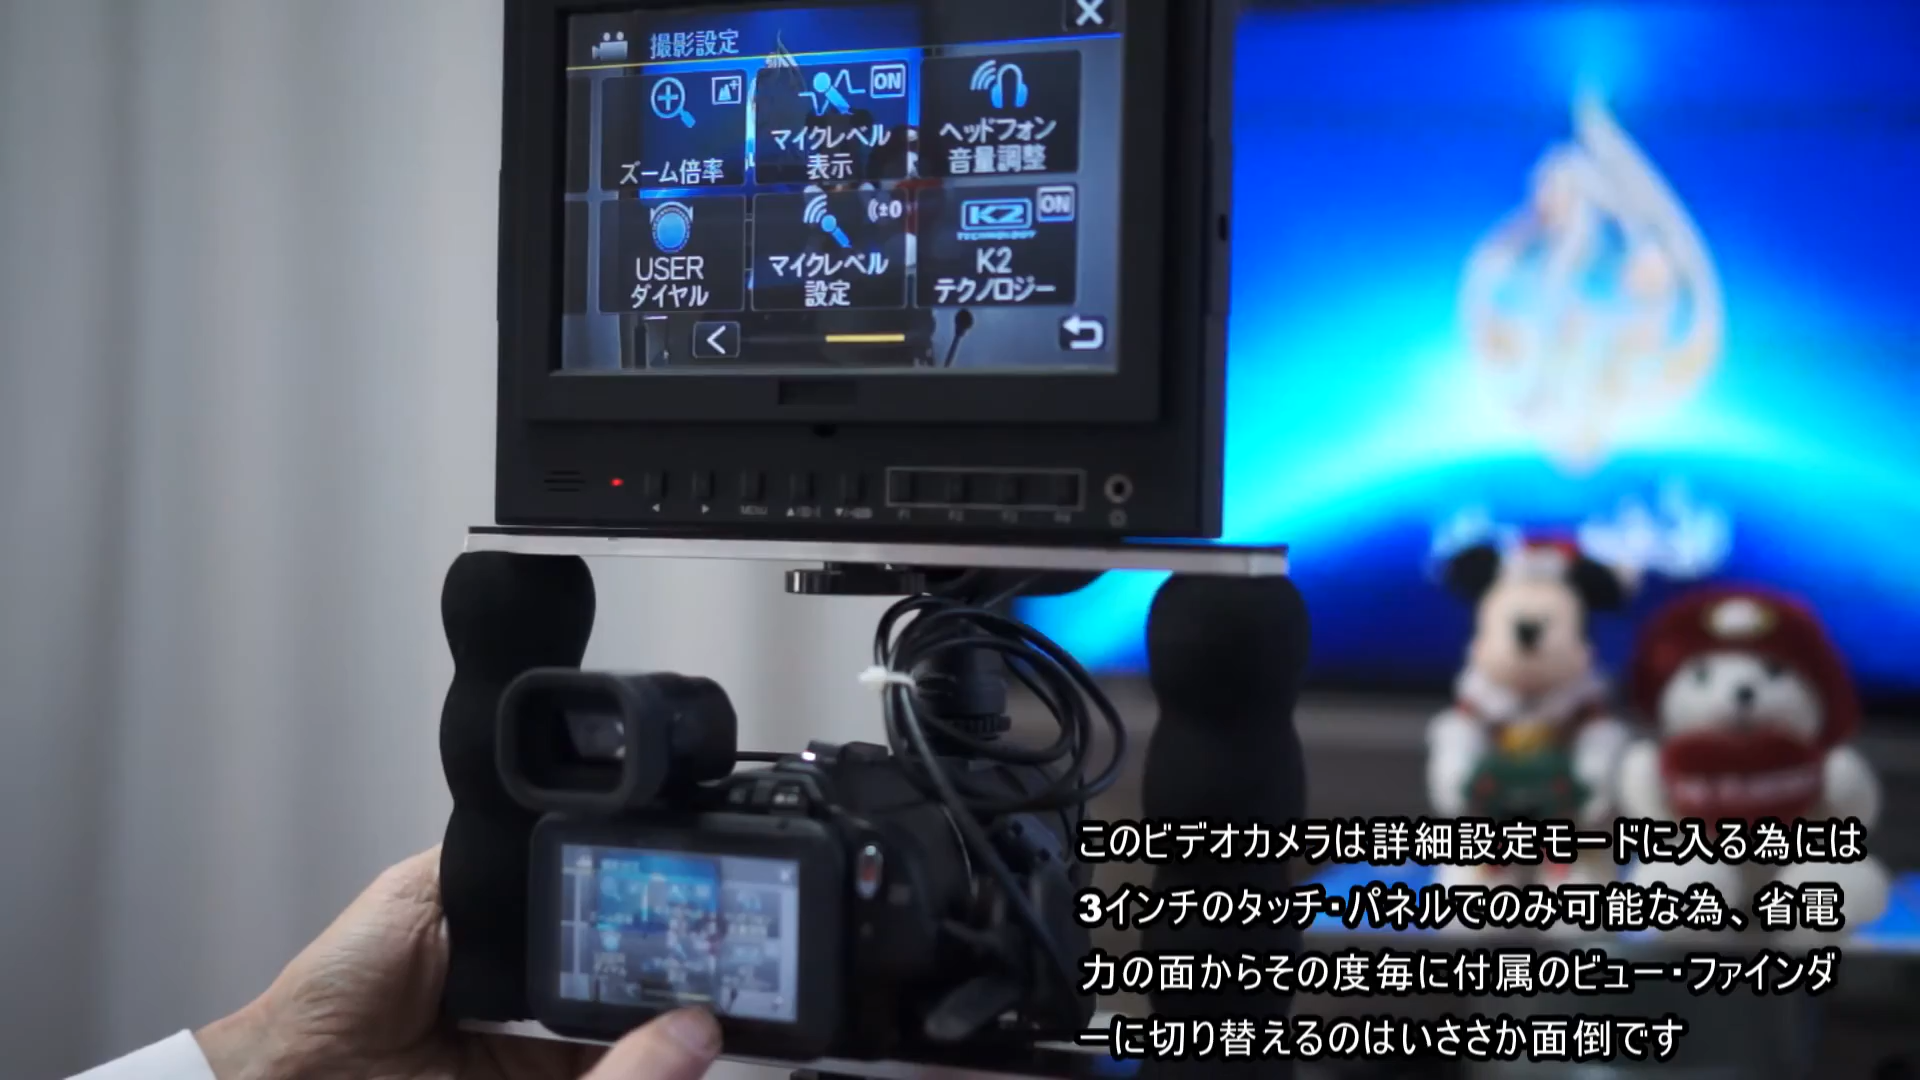 撮影設定
ズーム倍率
マイクレベル
表示
ON
ヘッドフォン
音量調整
USER
ダイヤル
±0
マイクレベル
設定
K2
TECHNOLOGY
ON
K2
テクノロジー
MENU
F1
F2
F3
F4
このビデオカメラは詳細設定モードに入る為には
3インチのタッチ・パネルでのみ可能な為、省電
力の面からその度毎に付属のビュー・ファインダ
ーに切り替えるのはいささか面倒です